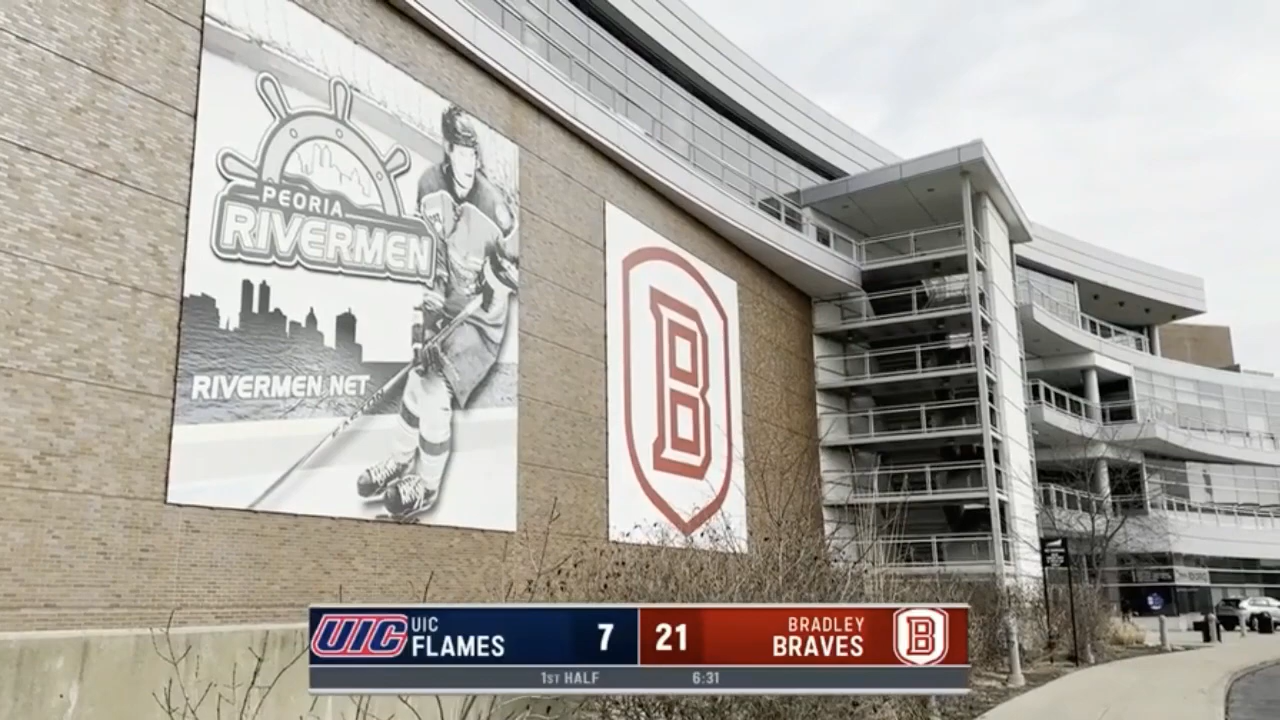 PEORIA
RIVERMEN
RIVERMEN.NET
B
UIC
UIC
FLAMES
7
21
BRADLEY
BRAVES
B
1ST HALF
6:31